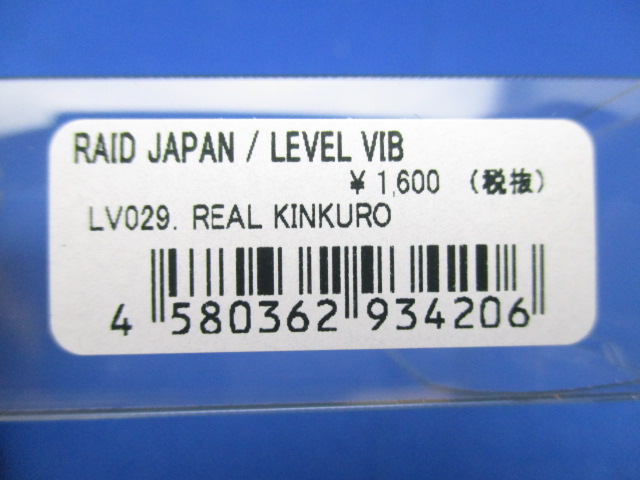 RAID JAPAN / LEVEL VIB
¥ 1,600 (税抜)
LV029. REAL KINKURO
4 580362 934206